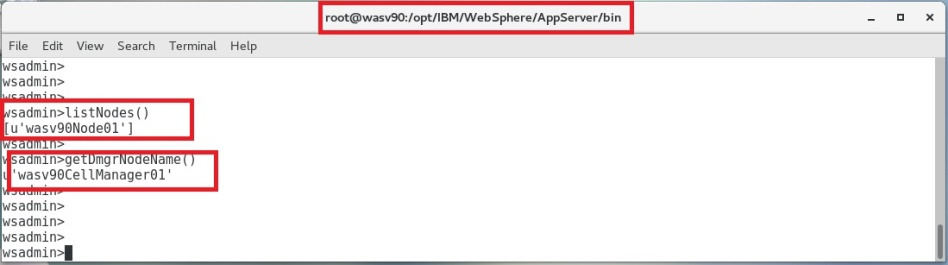 root@wasv90:/opt/IBM/WebSphere/AppServer/bin
File Edit View Search Terminal Help
wsadmin>
wsadmin>
wsadmin>
wsadmin>listNodes()
[u'wasv90Node01']
wsadmin>
wsadmin>getDmgrNodeName()
u'wasv90CellManager01'
wsadmin>
wsadmin>
wsadmin>
wsadmin>
wsadmin>